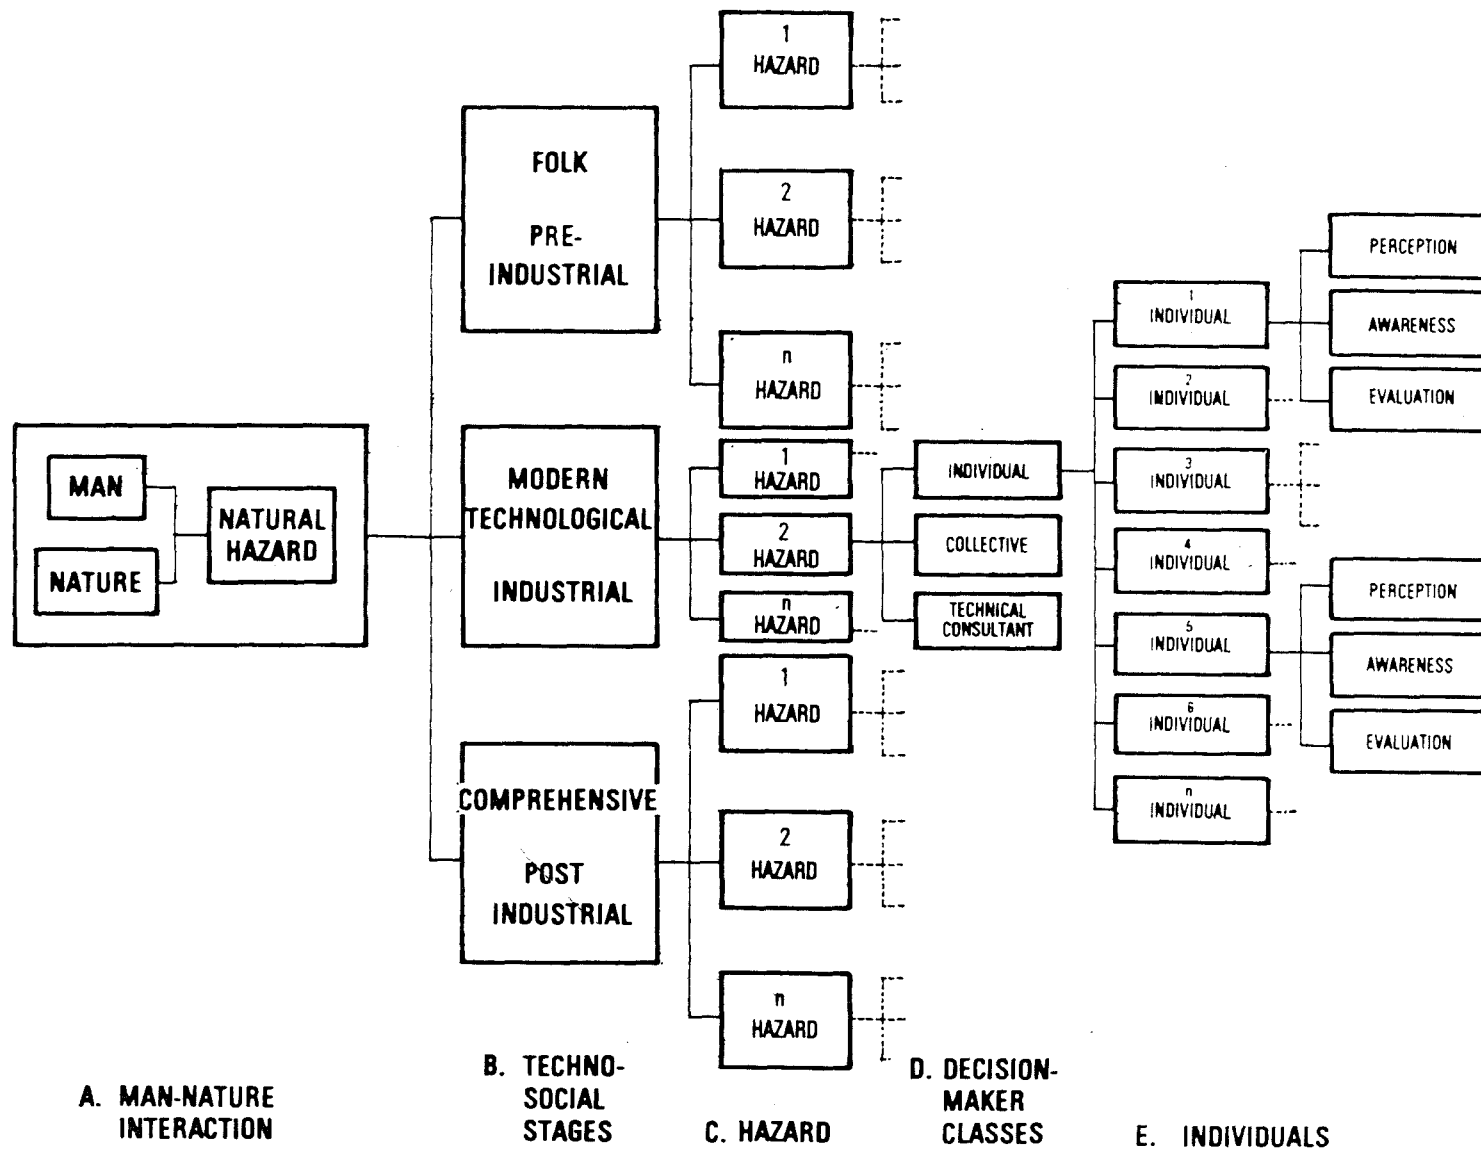 MAN
NATURE
NATURAL
HAZARD
FOLK
PRE-
INDUSTRIAL
MODERN
TECHNOLOGICAL
INDUSTRIAL
COMPREHENSIVE
POST
INDUSTRIAL
1
HAZARD
2
HAZARD
n
HAZARD
1
HAZARD
2
HAZARD
n
HAZARD
1
HAZARD
2
HAZARD
n
HAZARD
INDIVIDUAL
COLLECTIVE
TECHNICAL
CONSULTANT
1
INDIVIDUAL
2
INDIVIDUAL
3
INDIVIDUAL
4
INDIVIDUAL
5
INDIVIDUAL
6
INDIVIDUAL
n
INDIVIDUAL
PERCEPTION
AWARENESS
EVALUATION
PERCEPTION
AWARENESS
EVALUATION
A. MAN-NATURE
INTERACTION
B. TECHNO-
SOCIAL
STAGES
C. HAZARD
D. DECISION-
MAKER
CLASSES
E. INDIVIDUALS